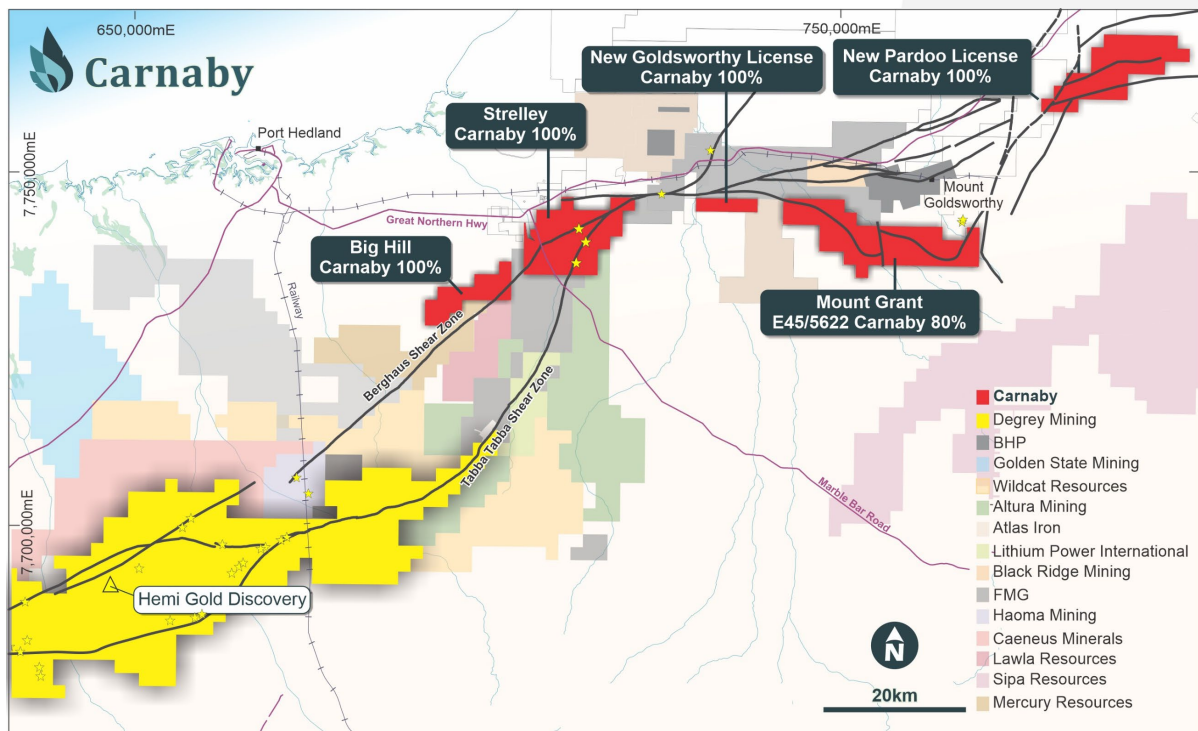 650,000mE
750,000mE
Carnaby
New Goldsworthy License
Carnaby 100%
New Pardoo License
Carnaby 100%
Strelley
Carnaby 100%
Port Hedland
7,750,000mE
Mount
Goldsworthy
Great Northern Hwy
Big Hill
Carnaby 100%
Railway
Mount Grant
E45/5622 Carnaby 80%
Berghaus Shear Zone
Tabba Tabba Shear Zone
Marble Bar Road
7,700,000mE
Hemi Gold Discovery
Carnaby
Degrey Mining
BHP
Golden State Mining
Wildcat Resources
Altura Mining
Atlas Iron
Lithium Power International
Black Ridge Mining
FMG
Haoma Mining
Caeneus Minerals
Lawla Resources
Sipa Resources
Mercury Resources
N
20km